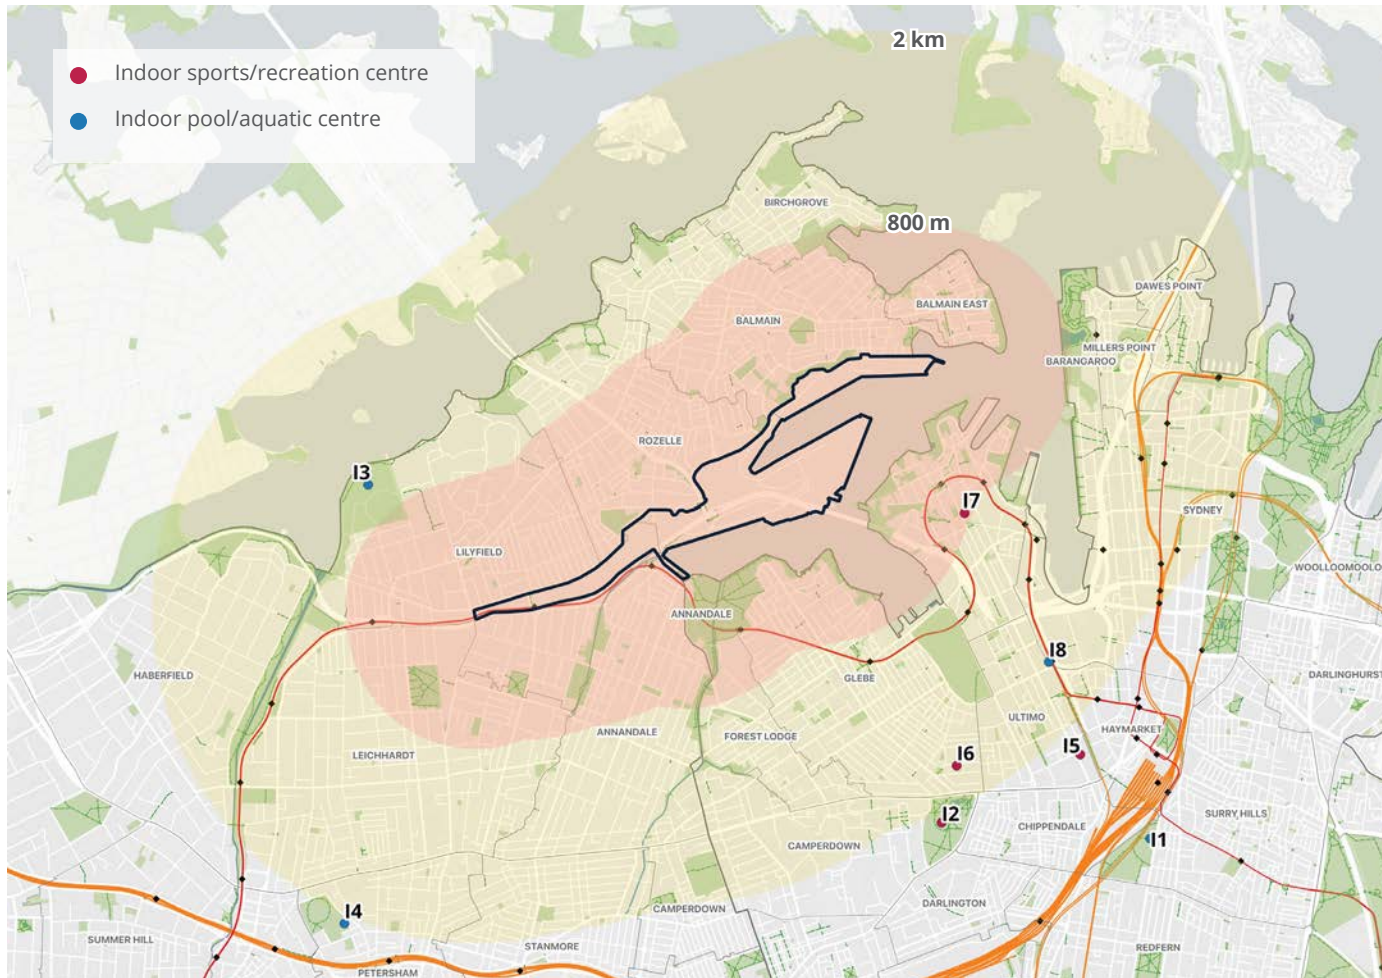 2 km
Indoor sports/recreation centre
Indoor pool/aquatic centre
BIRCHGROVE
800 m
DAWES POINT
BALMAIN EAST
BALMAIN
MILLERS POINT
BARANGAROO
ROZELLE
I3
I7
SYDNEY
LILYFIELD
WOOLLOOMOOLO
ANNANDALE
I8
HABERFIELD
GLEBE
DARLINGHURST
ULTIMO
ANNANDALE
FOREST LODGE
HAYMARKET
LEICHHARDT
I6
I5
I2
SURRY HILLS
CHIPPENDALE
I1
CAMPERDOWN
DARLINGTON
I4
CAMPERDOWN
SUMMER HILL
STANMORE
REDFERN
PETERSHAM